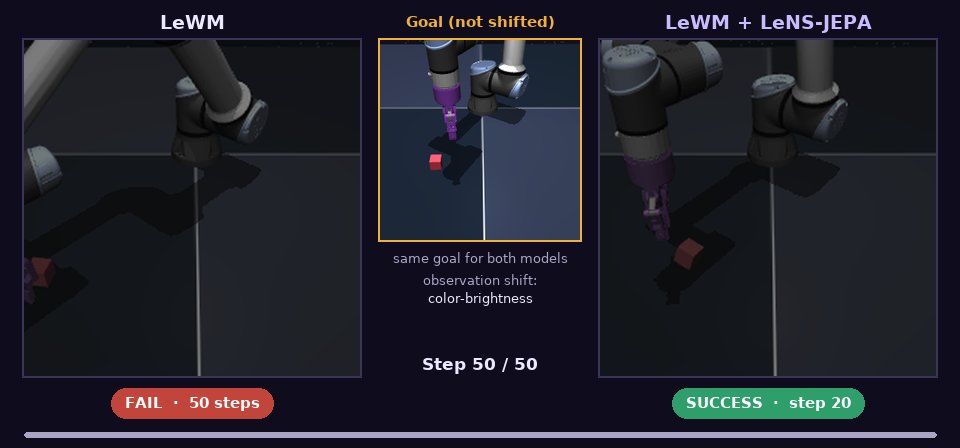 LeWM
Goal (not shifted)
LeWM + LeNS-JEPA
same goal for both models
observation shift:
color-brightness
Step 50 / 50
FAIL · 50 steps
SUCCESS · step 20